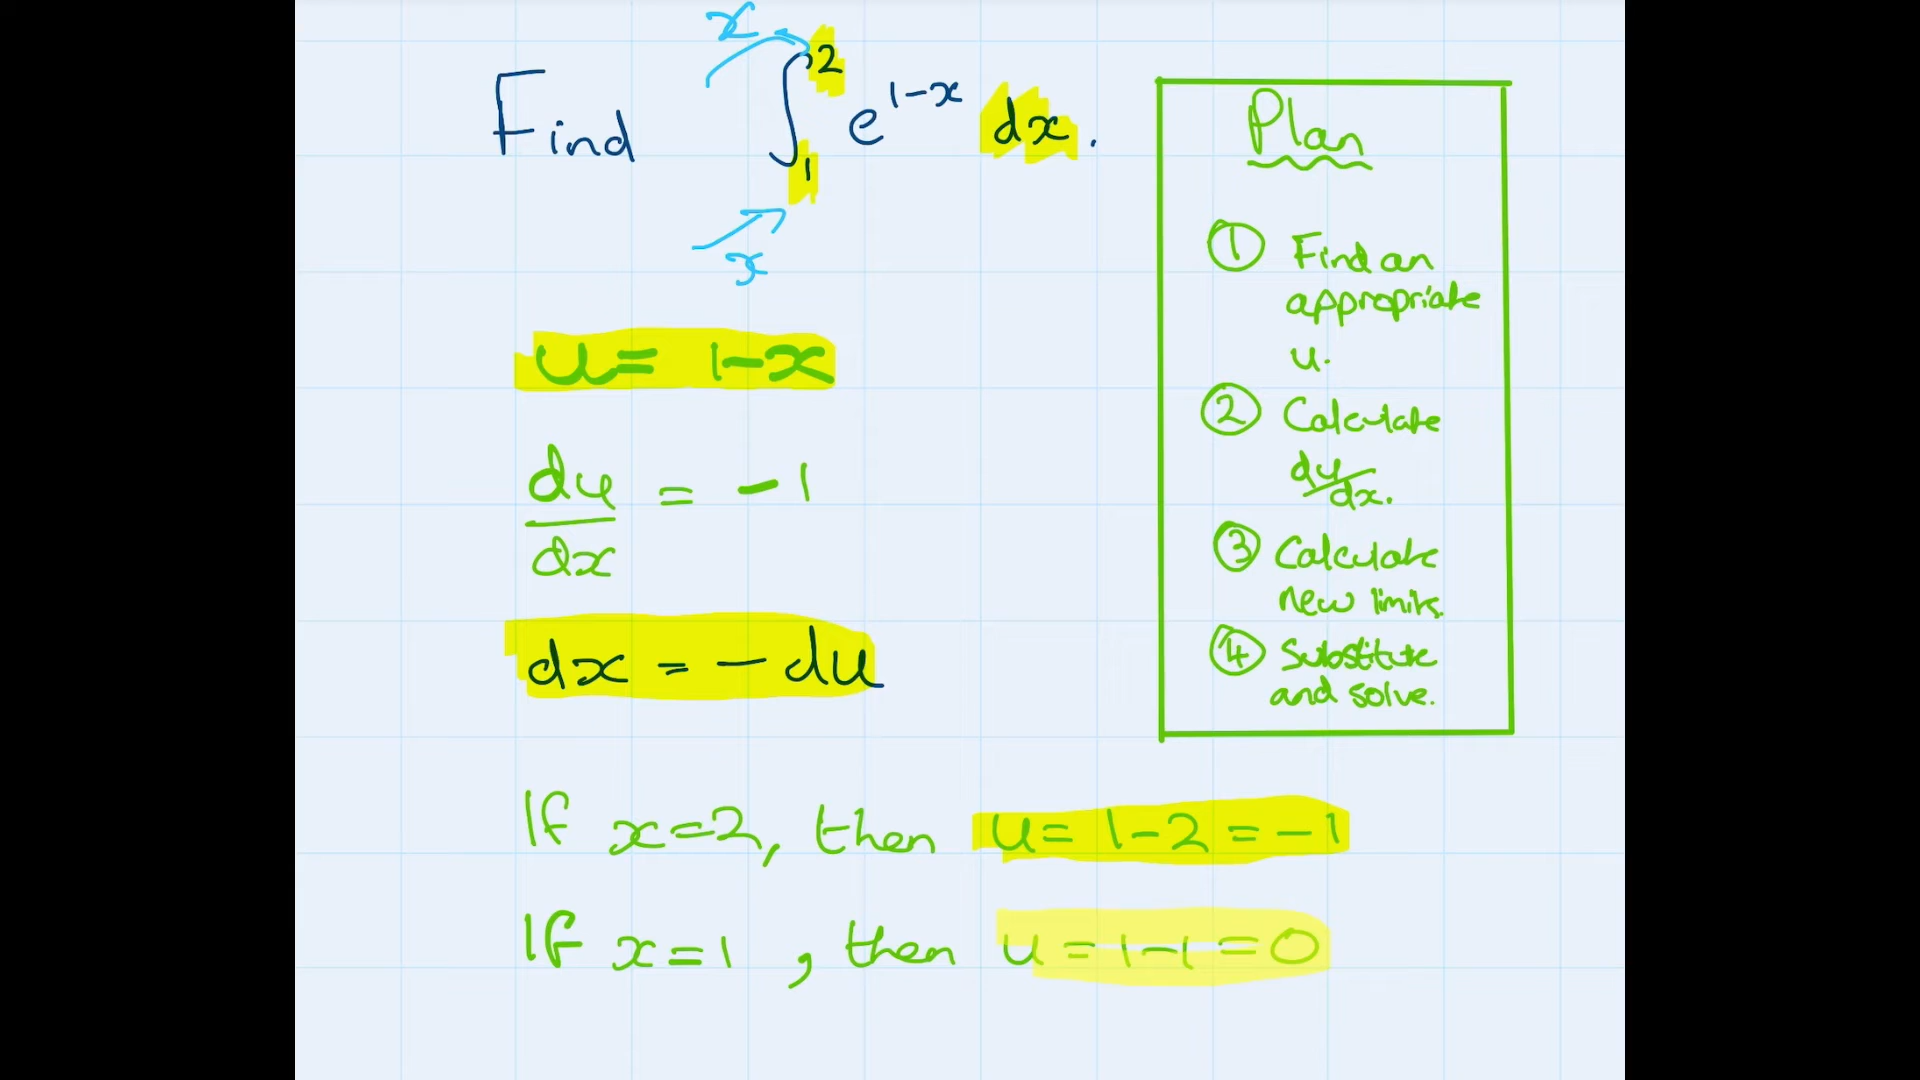 x
Find ∫₁² e^(1-x) dx.
x
u = 1-x
du/dx = -1
dx = - du
If x=2, then u= 1-2 = -1
If x=1, then u = 1-1 = 0
Plan
① Find an
appropriate
u.
② Calculate
du/dx.
③ Calculate
new limits.
④ Substitute
and solve.